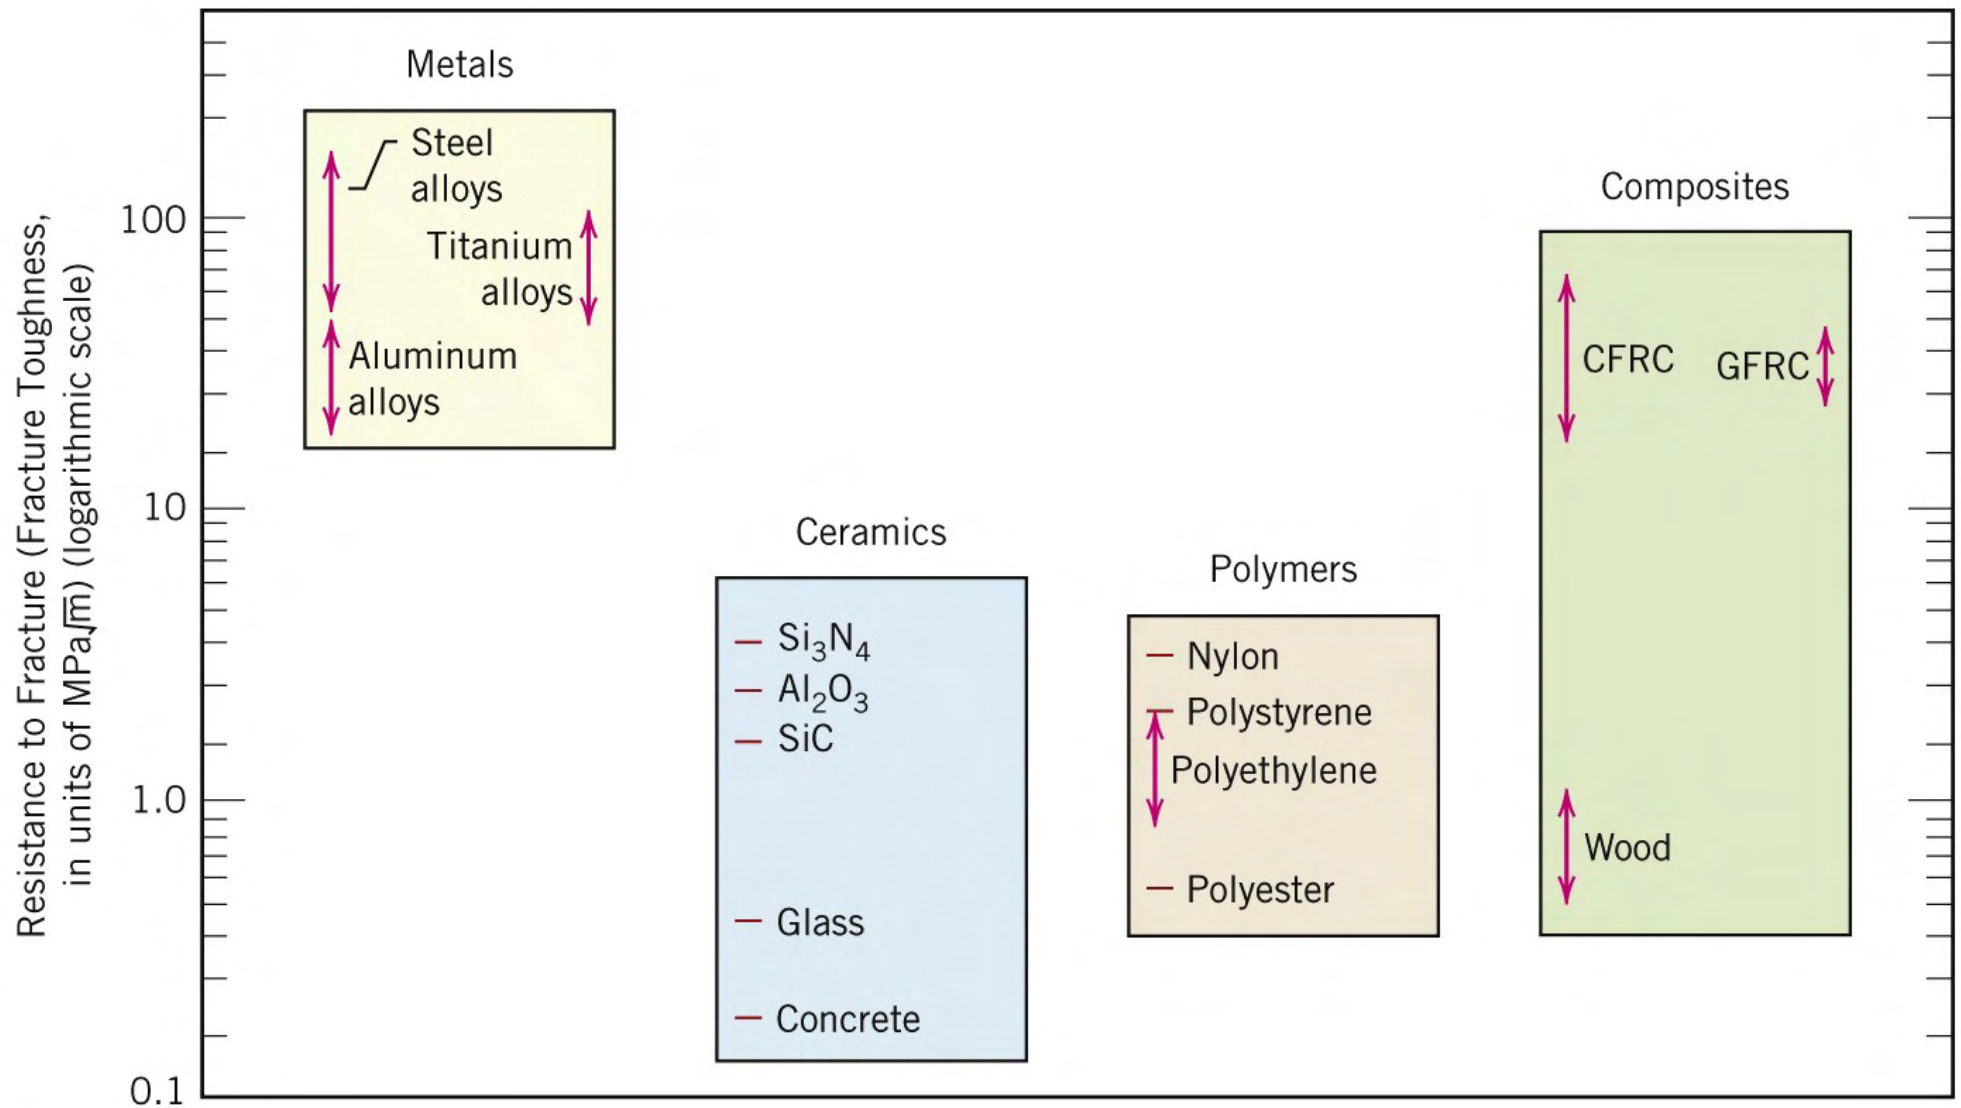 Resistance to Fracture (Fracture Toughness,
in units of MPa√m) (logarithmic scale)
100
10
1.0
0.1
Metals
Steel
alloys
Titanium
alloys
Aluminum
alloys
Ceramics
Si₃N₄
Al₂O₃
SiC
Glass
Concrete
Polymers
Nylon
Polystyrene
Polyethylene
Polyester
Composites
CFRC
GFRC
Wood